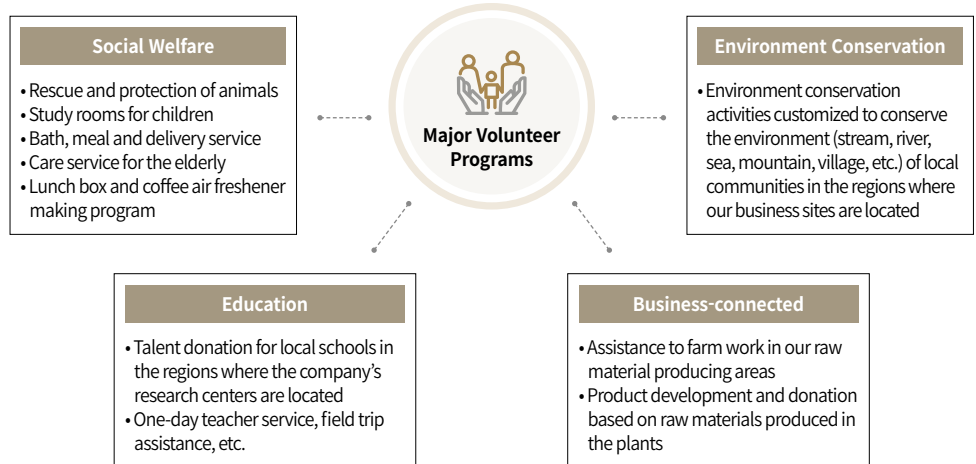 Major Volunteer
Programs
Social Welfare
• Rescue and protection of animals
• Study rooms for children
• Bath, meal and delivery service
• Care service for the elderly
• Lunch box and coffee air freshener
making program
Environment Conservation
• Environment conservation
activities customized to conserve
the environment (stream, river,
sea, mountain, village, etc.) of local
communities in the regions where
our business sites are located
Education
• Talent donation for local schools in
the regions where the company's
research centers are located
• One-day teacher service, field trip
assistance, etc.
Business-connected
• Assistance to farm work in our raw
material producing areas
• Product development and donation
based on raw materials produced in
the plants